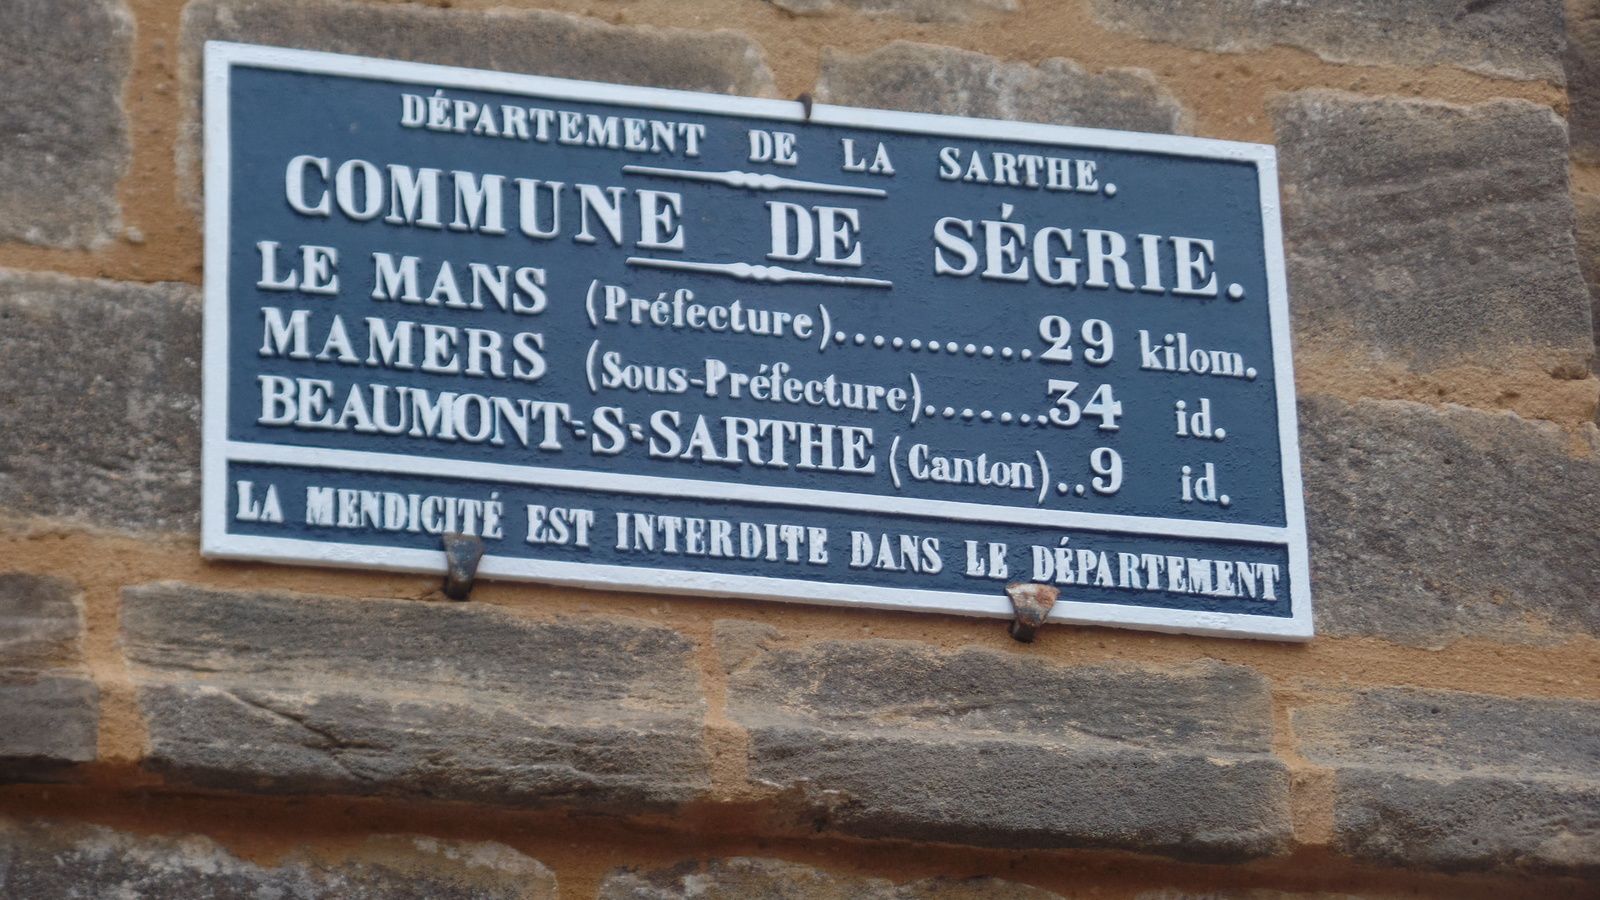 DÉPARTEMENT DE LA SARTHE.
COMMUNE DE SÉGRIE.
LE MANS (Préfecture)...........29 kilom.
MAMERS (Sous-Préfecture).......34 id.
BEAUMONT=S=SARTHE (Canton)..9 id.
LA MENDICITÉ EST INTERDITE DANS LE DÉPARTEMENT